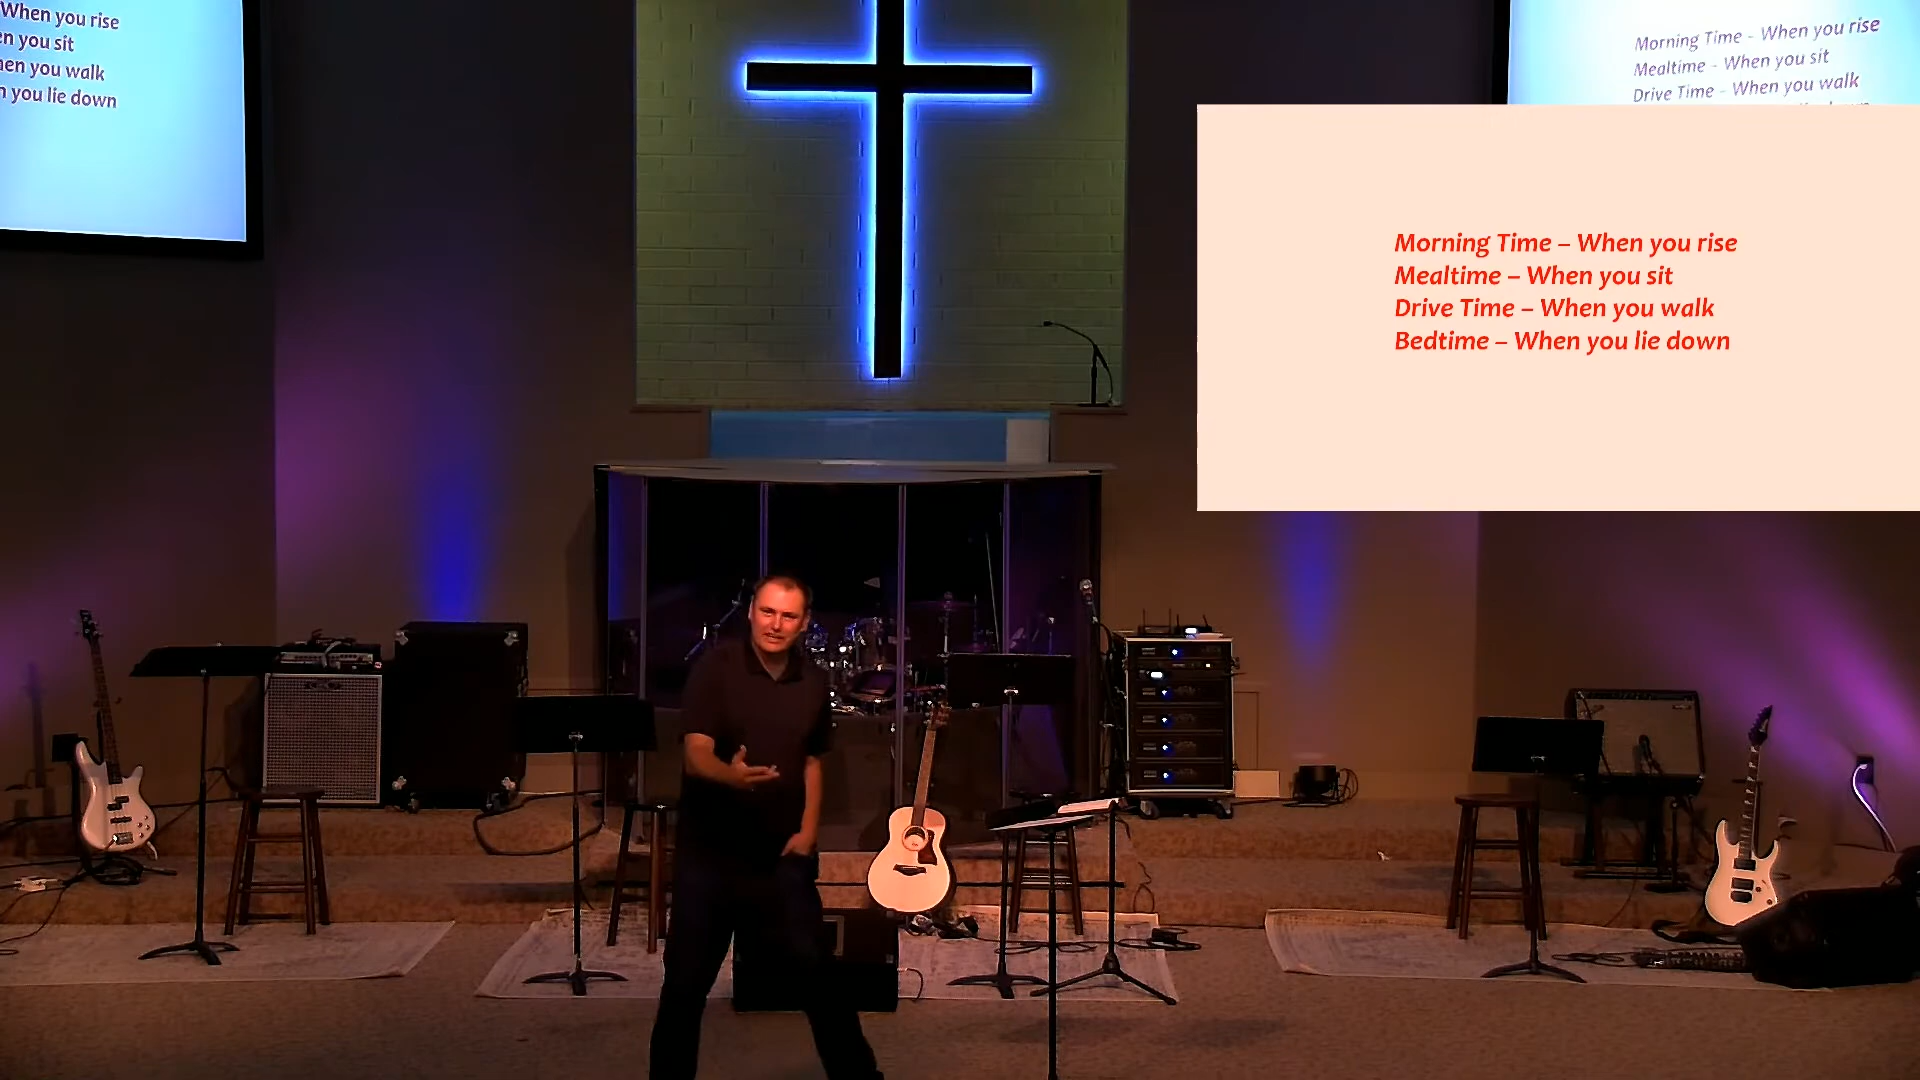 When you rise
en you sit
hen you walk
n you lie down
Morning Time - When you rise
Mealtime - When you sit
Drive Time - When you walk
Morning Time – When you rise
Mealtime – When you sit
Drive Time – When you walk
Bedtime – When you lie down